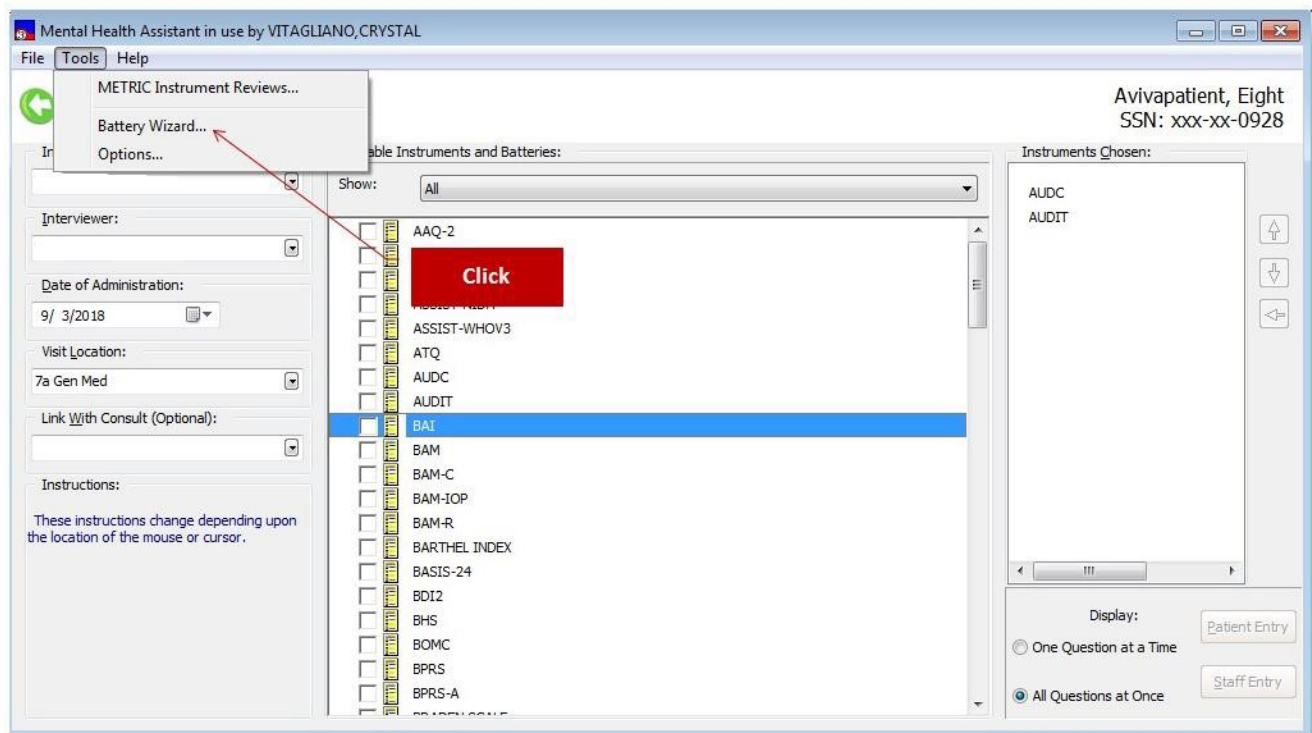 Mental Health Assistant in use by VITAGLIANO,CRYSTAL
File Tools Help
METRIC Instrument Reviews...
Battery Wizard...
Options...
Avivapatient, Eight
SSN: xxx-xx-0928
Instruments and Batteries:
Show: All
Interviewer:
Date of Administration:
9/ 3/2018
Visit Location:
7a Gen Med
Link With Consult (Optional):
Instructions:
These instructions change depending upon
the location of the mouse or cursor.
AAQ-2
Click
ASSIST-WHOV3
ATQ
AUDC
AUDIT
BAI
BAM
BAM-C
BAM-IOP
BAM-R
BARTHEL INDEX
BASIS-24
BDI2
BHS
BOMC
BPRS
BPRS-A
Instruments Chosen:
AUDC
AUDIT
Display:
One Question at a Time
All Questions at Once
Patient Entry
Staff Entry